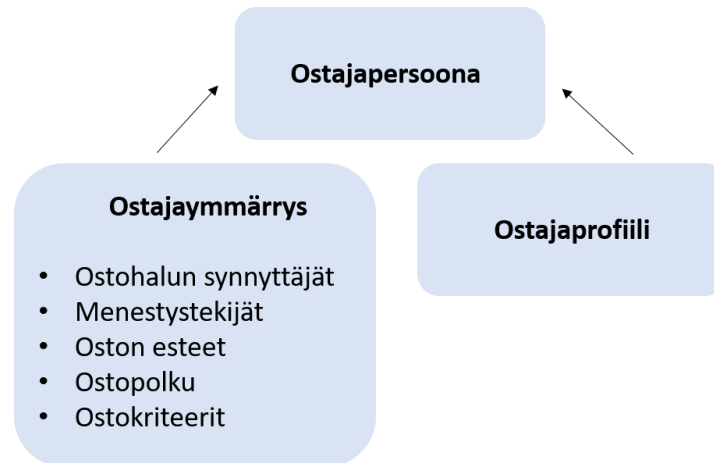 Ostajapersoona
Ostajaymmärrys
• Ostohalun synnyttäjät
• Menestystekijät
• Oston esteet
• Ostopolku
• Ostokriteerit
Ostajaprofiili